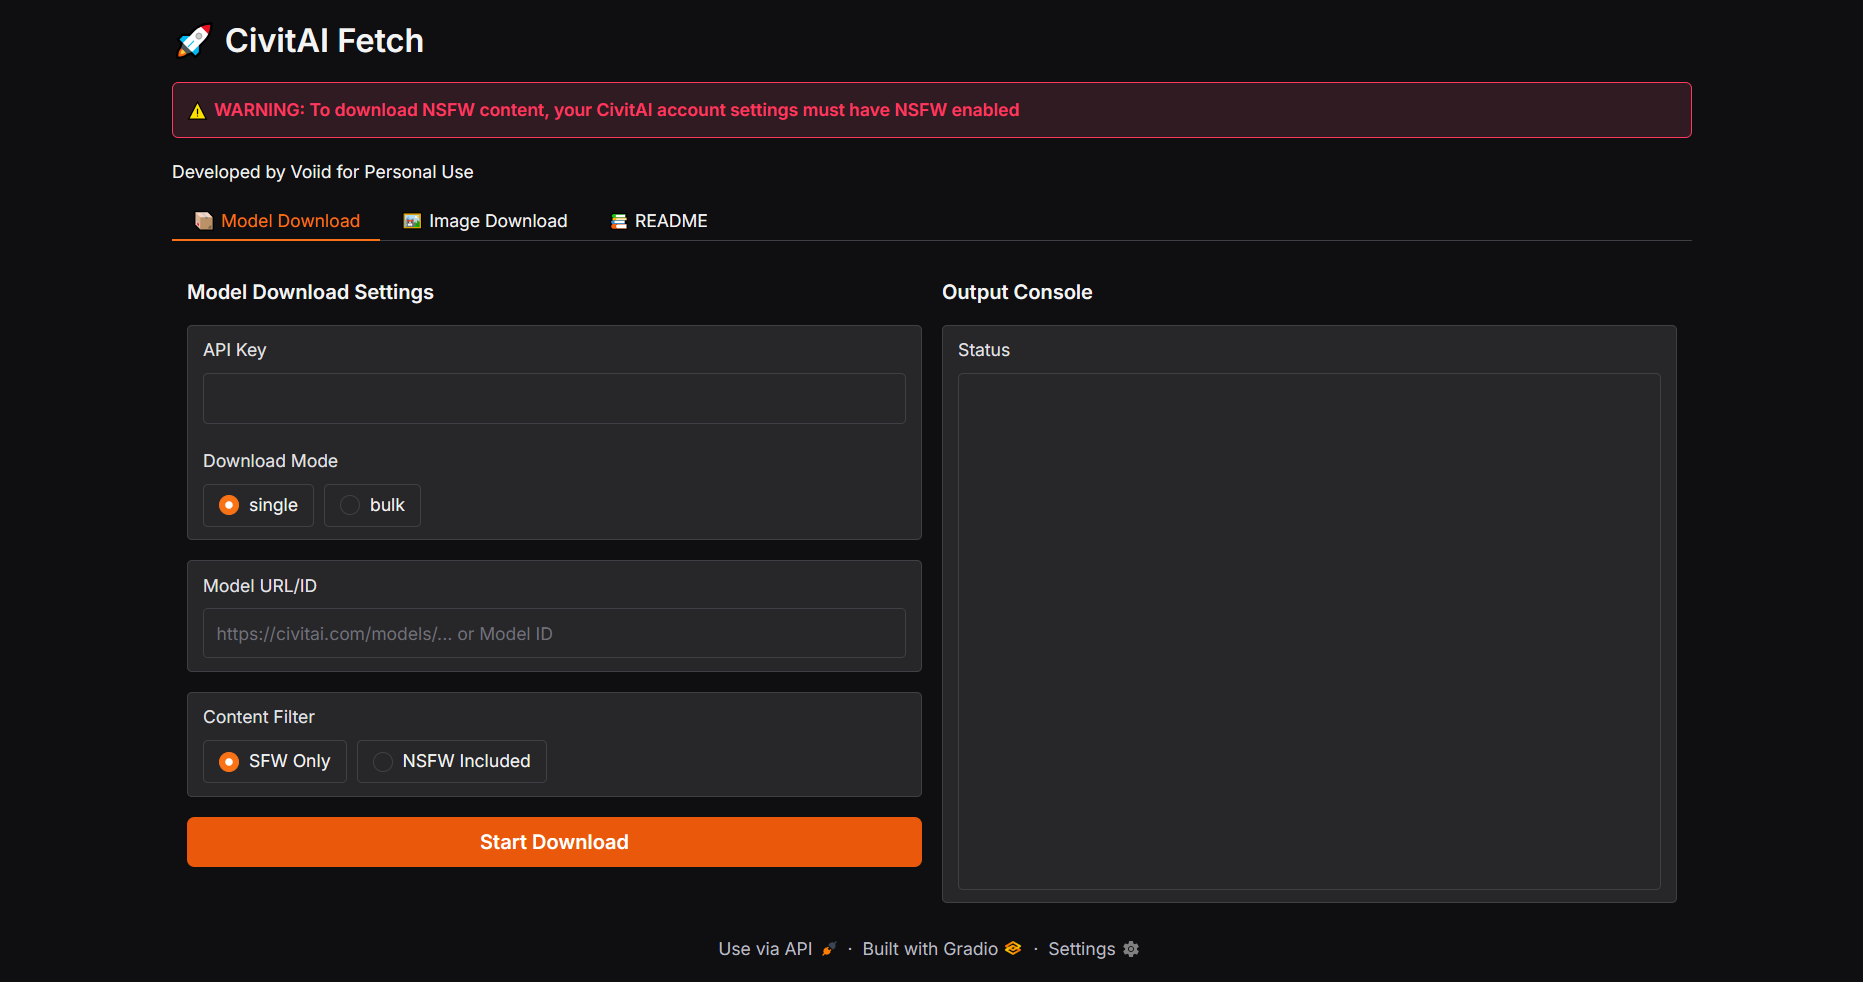 CivitAI Fetch
WARNING: To download NSFW content, your CivitAI account settings must have NSFW enabled
Developed by Voiid for Personal Use
Model Download
Image Download
README
Model Download Settings
API Key
Download Mode
single
bulk
Model URL/ID
https://civitai.com/models/... or Model ID
Content Filter
SFW Only
NSFW Included
Start Download
Output Console
Status
Use via API · Built with Gradio · Settings